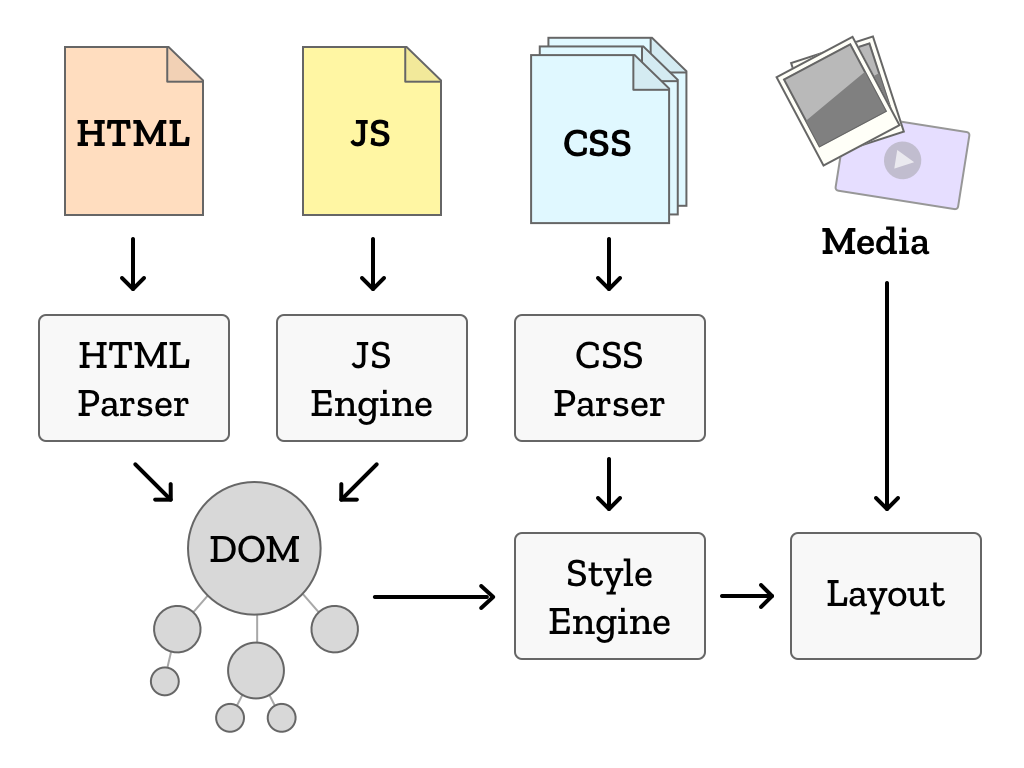 HTML
JS
CSS
Media
HTML
Parser
JS
Engine
CSS
Parser
DOM
Style
Engine
Layout